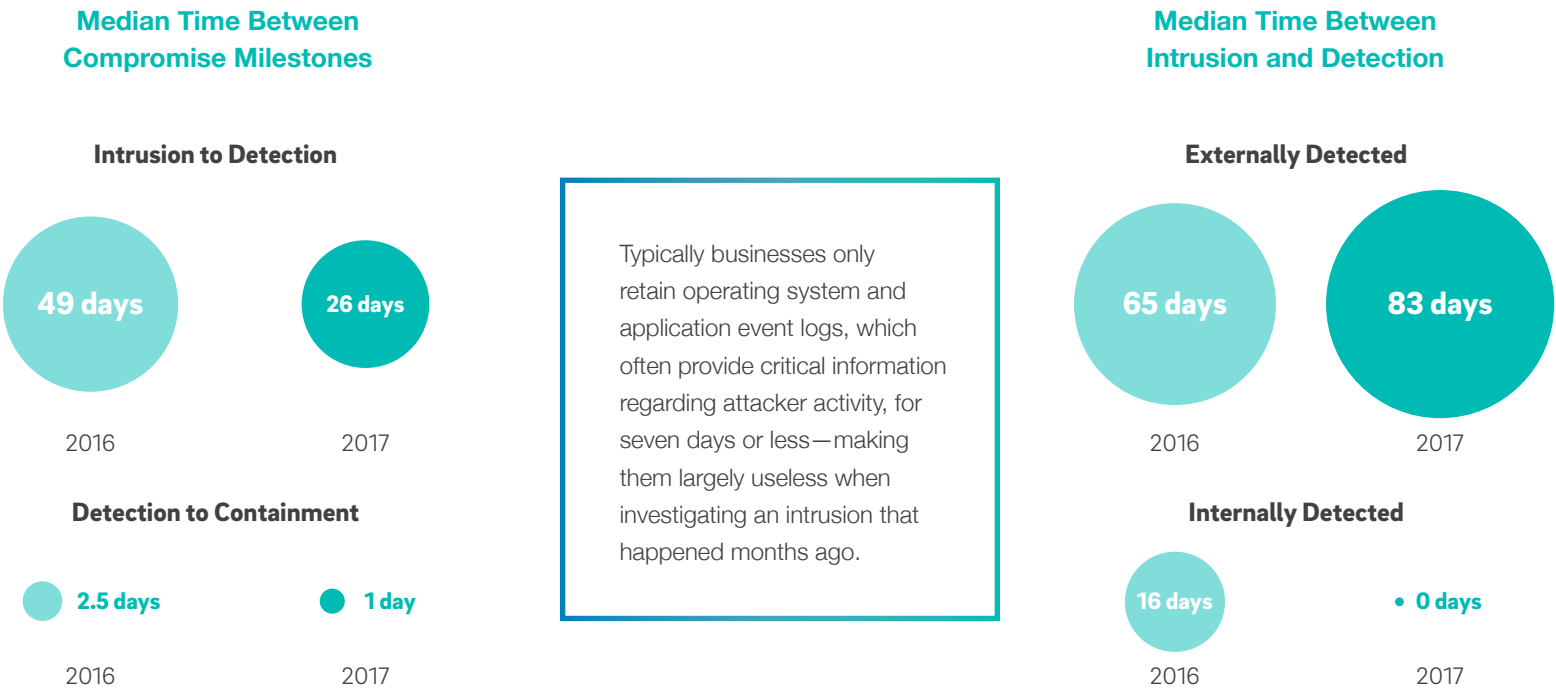 Median Time Between
Compromise Milestones
Intrusion to Detection
49 days
26 days
2016
2017
Detection to Containment
2.5 days
1 day
2016
2017
Typically businesses only
retain operating system and
application event logs, which
often provide critical information
regarding attacker activity, for
seven days or less—making
them largely useless when
investigating an intrusion that
happened months ago.
Median Time Between
Intrusion and Detection
Externally Detected
65 days
83 days
2016
2017
Internally Detected
16 days
0 days
2016
2017